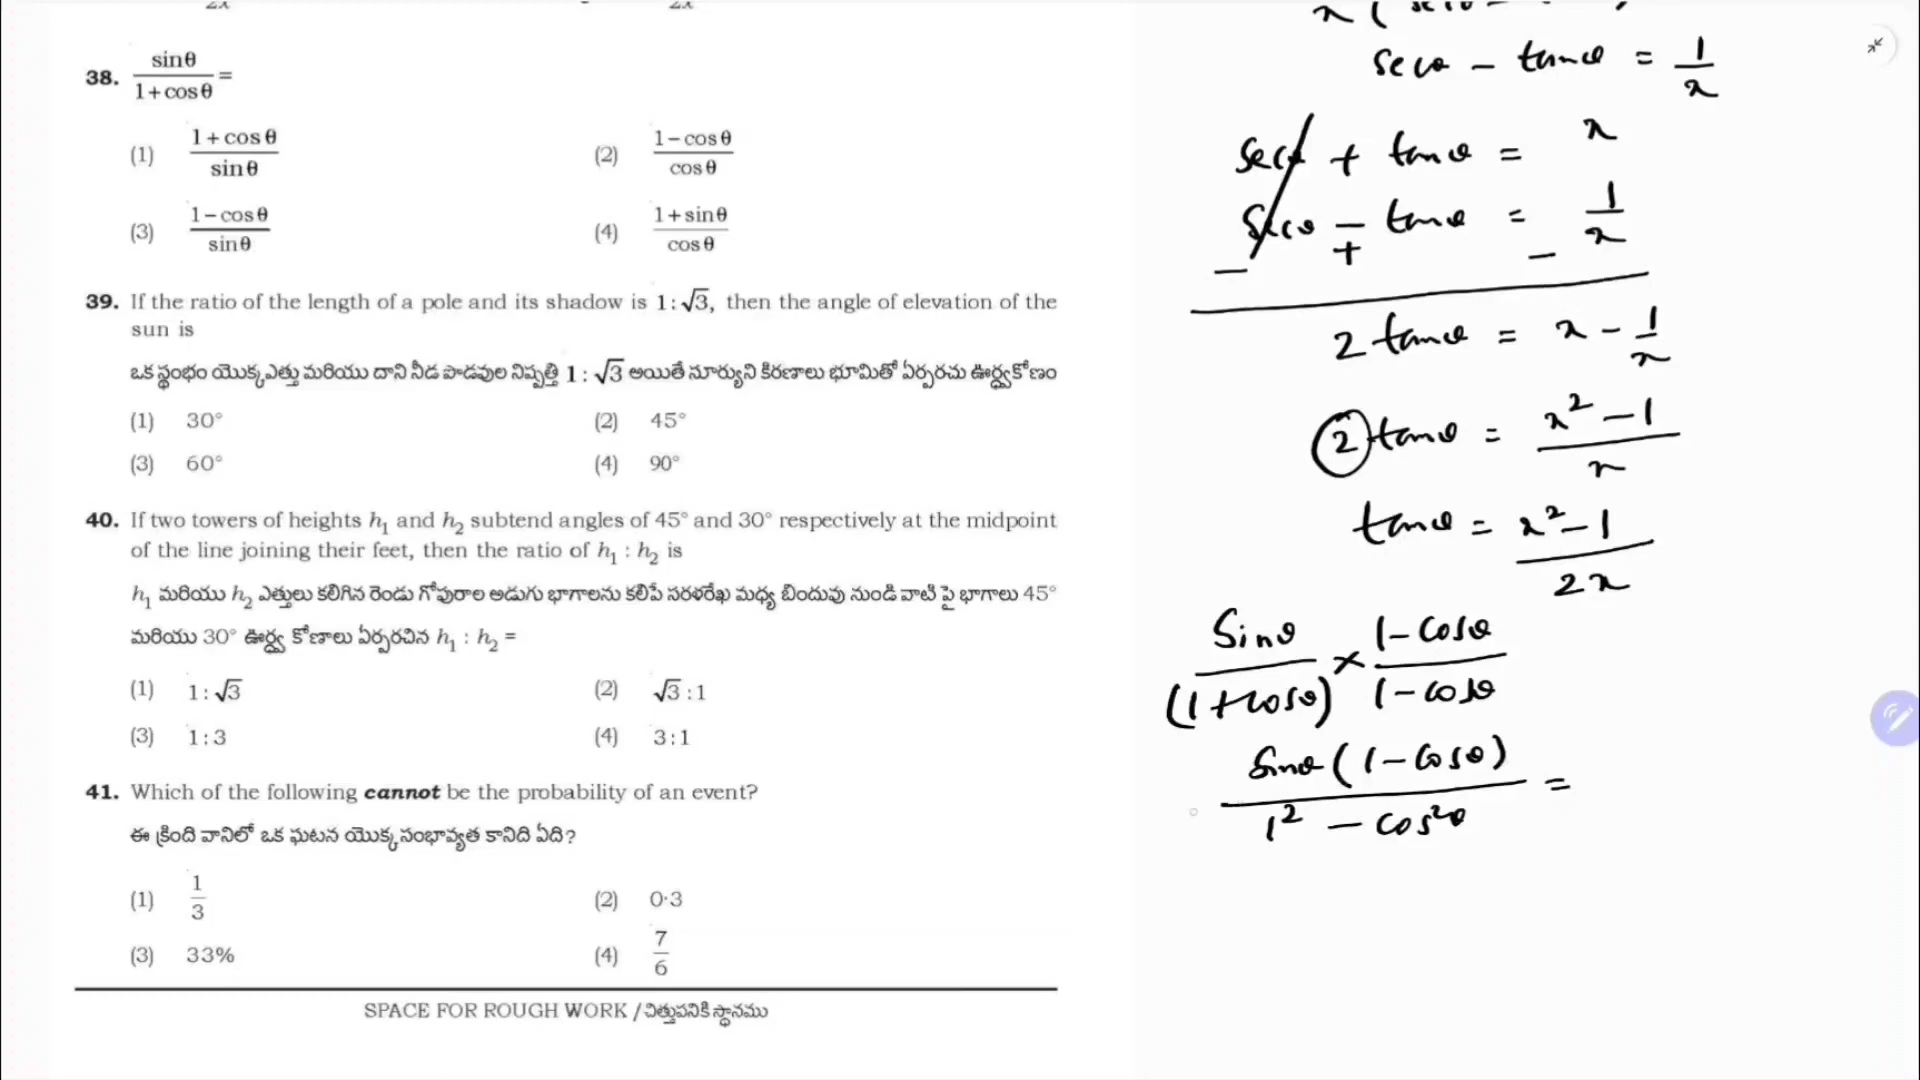 38. sinθ / 1+cosθ =
(1) 1+cosθ / sinθ (2) 1−cosθ / cosθ
(3) 1−cosθ / sinθ (4) 1+sinθ / cosθ
39. If the ratio of the length of a pole and its shadow is 1:√3, then the angle of elevation of the
sun is
ఒక స్థంభం యొక్క ఎత్తు మరియు దాని నీడ పొడవుల నిష్పత్తి 1:√3 అయితే సూర్యుని కిరణాలు భూమితో ఏర్పరచు ఊర్ధ్వకోణం
(1) 30° (2) 45°
(3) 60° (4) 90°
40. If two towers of heights h₁ and h₂ subtend angles of 45° and 30° respectively at the midpoint
of the line joining their feet, then the ratio of h₁ : h₂ is
h₁ మరియు h₂ ఎత్తులు కలిగిన రెండు గోపురాల అడుగు భాగాలను కలిపే సరళరేఖ మధ్య బిందువు నుండి వాటి పై భాగాలు 45°
మరియు 30° ఊర్ధ్వ కోణాలు ఏర్పరచిన h₁ : h₂ =
(1) 1:√3 (2) √3:1
(3) 1:3 (4) 3:1
41. Which of the following cannot be the probability of an event?
ఈ క్రింది వానిలో ఒక ఘటన యొక్క సంభావ్యత కానిది ఏది?
(1) 1/3 (2) 0·3
(3) 33% (4) 7/6
SPACE FOR ROUGH WORK / చిత్తుపనికి స్థానము
secθ − tanθ = 1/x
secθ + tanθ = x
secθ − tanθ = 1/x
− + −
2 tanθ = x − 1/x
2 tanθ = x² − 1 / x
tanθ = x² − 1 / 2x
Sinθ / (1+cosθ) × 1−cosθ / 1−cosθ
Sinθ(1−cosθ) / 1² − cos²θ =